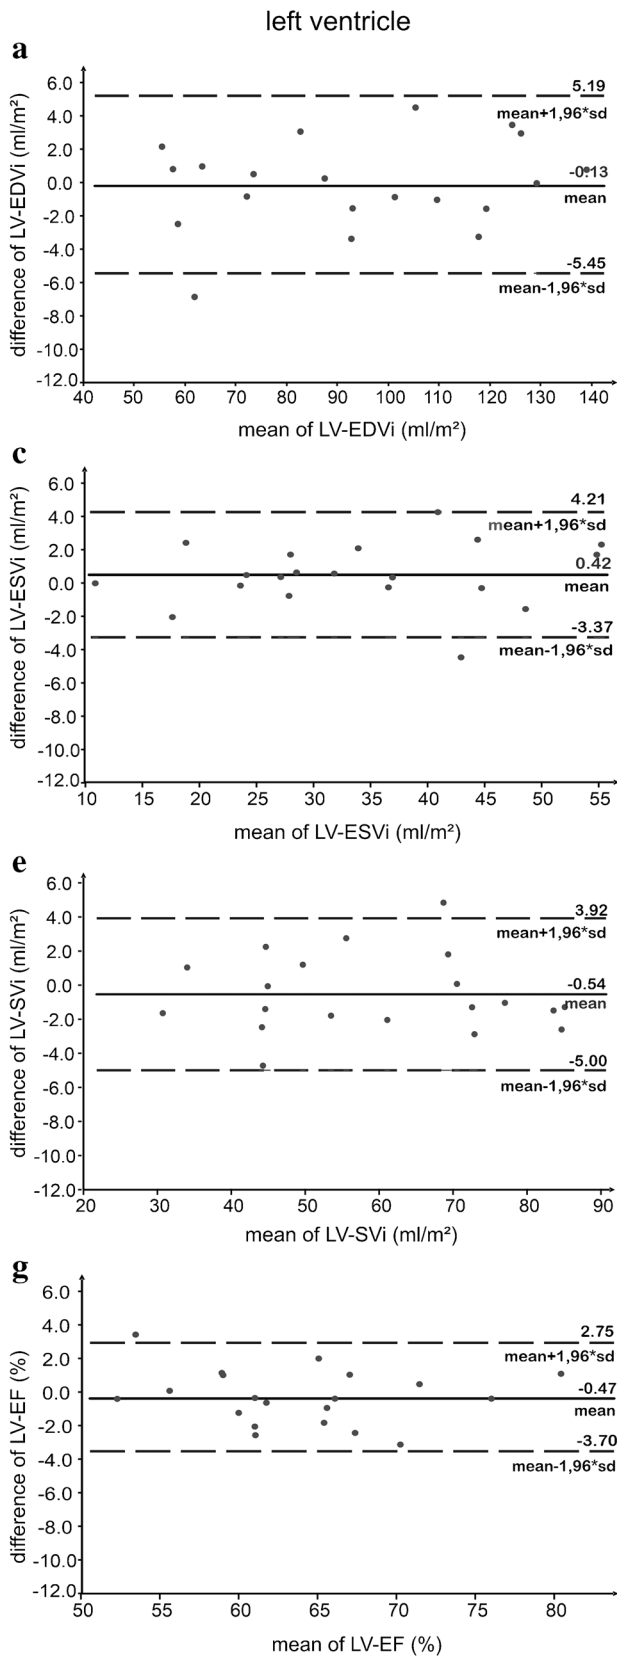 left ventricle
a
difference of LV-EDVi (ml/m²)
6.0
4.0
2.0
0.0
-2.0
-4.0
-6.0
-8.0
-10.0
-12.0
5.19
mean+1,96*sd
-0.13
mean
-5.45
mean-1,96*sd
40 50 60 70 80 90 100 110 120 130 140
mean of LV-EDVi (ml/m²)
c
difference of LV-ESVi (ml/m²)
6.0
4.0
2.0
0.0
-2.0
-4.0
-6.0
-8.0
-10.0
-12.0
4.21
mean+1,96*sd
0.42
mean
-3.37
mean-1,96*sd
10 15 20 25 30 35 40 45 50 55
mean of LV-ESVi (ml/m²)
e
difference of LV-SVi (ml/m²)
6.0
4.0
2.0
0.0
-2.0
-4.0
-6.0
-8.0
-10.0
-12.0
3.92
mean+1,96*sd
-0.54
mean
-5.00
mean-1,96*sd
20 30 40 50 60 70 80 90
mean of LV-SVi (ml/m²)
g
difference of LV-EF (%)
6.0
4.0
2.0
0.0
-2.0
-4.0
-6.0
-8.0
-10.0
-12.0
2.75
mean+1,96*sd
-0.47
mean
-3.70
mean-1,96*sd
50 55 60 65 70 75 80
mean of LV-EF (%)